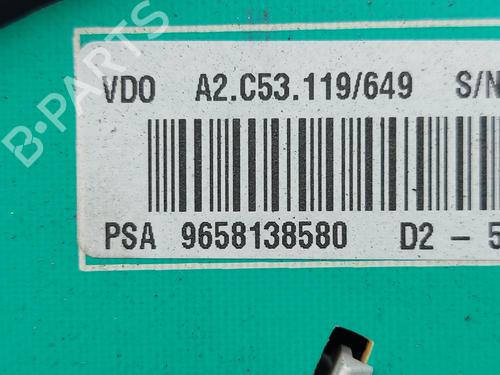 VDO A2.C53.119/649 S/N
PSA 9658138580 D2 - 5
B-PARTS